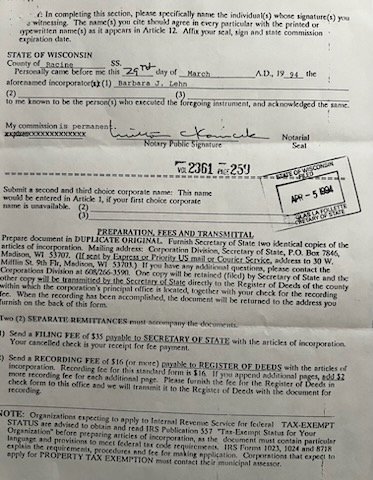 : In completing this section, please specifically name the individual(s) whose signature(s) you
witnessing. The name(s) you cite should agree in every particular with the printed or
ypewritten name(s) as it appears in Article 12. Affix your seal, sign and state commission
expiration date.
STATE OF WISCONSIN
County of Racine SS.
Personally came before me this 29 day of March A.D., 1994 the
aforenamed incorporator(s) (1) Barbara J. Lehn
(2) (3)
to me known to be the person(s) who executed the foregoing instrument, and acknowledged the same.
My commission is permanent
Notary Public Signature
Notarial
Seal
VOL 2361 PAGE 259
STATE OF WISCONSIN
FILED
APR - 5 1994
DOUGLAS LA FOLLETTE
SECRETARY OF STATE
Submit a second and third choice corporate name: This name
would be entered in Article 1, if your first choice corporate
name is unavailable. (2)
(3)
PREPARATION, FEES AND TRANSMITTAL
Prepare document in DUPLICATE ORIGINAL. Furnish Secretary of State two identical copies of the
articles of incorporation. Mailing address: Corporation Division, Secretary of State, P.O. Box 7846,
Madison, WI 53707. (If sent by Express or Priority US mail or Courier Service, address to 30 W.
Mifflin St. 9th Flr, Madison, WI 53703.) If you have any additional questions, please contact the
Corporations Division at 608/266-3590. One copy will be retained (filed) by Secretary of State and the
other copy will be transmitted by the Secretary of State directly to the Register of Deeds of the county
within which the corporation's principal office is located, together with your check for the recording
fee. When the recording has been accomplished, the document will be returned to the address you
furnish on the back of this form.
Two (2) SEPARATE REMITTANCES must accompany the documents.
) Send a FILING FEE of $35 payable to SECRETARY OF STATE with the articles of incorporation.
Your cancelled check is your receipt for fee payment.
) Send a RECORDING FEE of $16 (or more) payable to REGISTER OF DEEDS with the articles of
incorporation. Recording fee for this standard form is $16. If you append additional pages, add $2
more recording fee for each additional page. Please furnish the fee for the Register of Deeds in
check form to this office and we will transmit it to the Register of Deeds with the document for
recording.
NOTE: Organizations expecting to apply to Internal Revenue Service for federal TAX-EXEMPT
STATUS are advised to obtain and read IRS Publication 557 "Tax-Exempt Status for Your
Organization" before preparing articles of incorporation, as the document must contain particular
language and provisions to meet federal tax code requirements. IRS Forms 1023, 1024 and 8718
explain the requirements, procedures and fee for making application. Corporations that expect to
apply for PROPERTY TAX EXEMPTION must contact their municipal assessor.